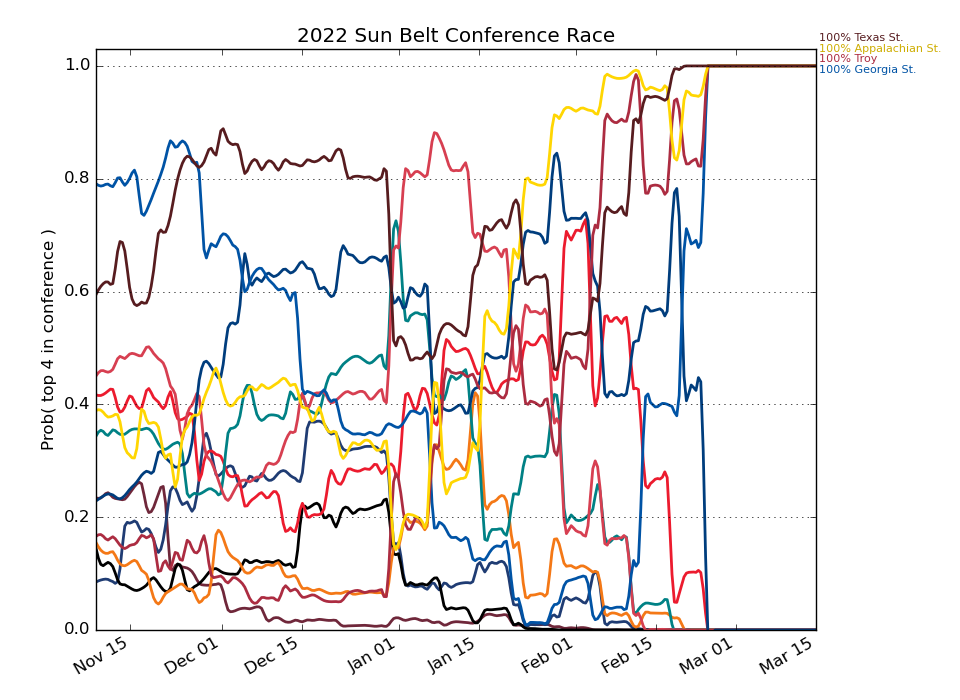 2022 Sun Belt Conference Race
100% Texas St.
100% Appalachian St.
100% Troy
100% Georgia St.
Prob( top 4 in conference )
1.0
0.8
0.6
0.4
0.2
0.0
Nov 15
Dec 01
Dec 15
Jan 01
Jan 15
Feb 01
Feb 15
Mar 01
Mar 15